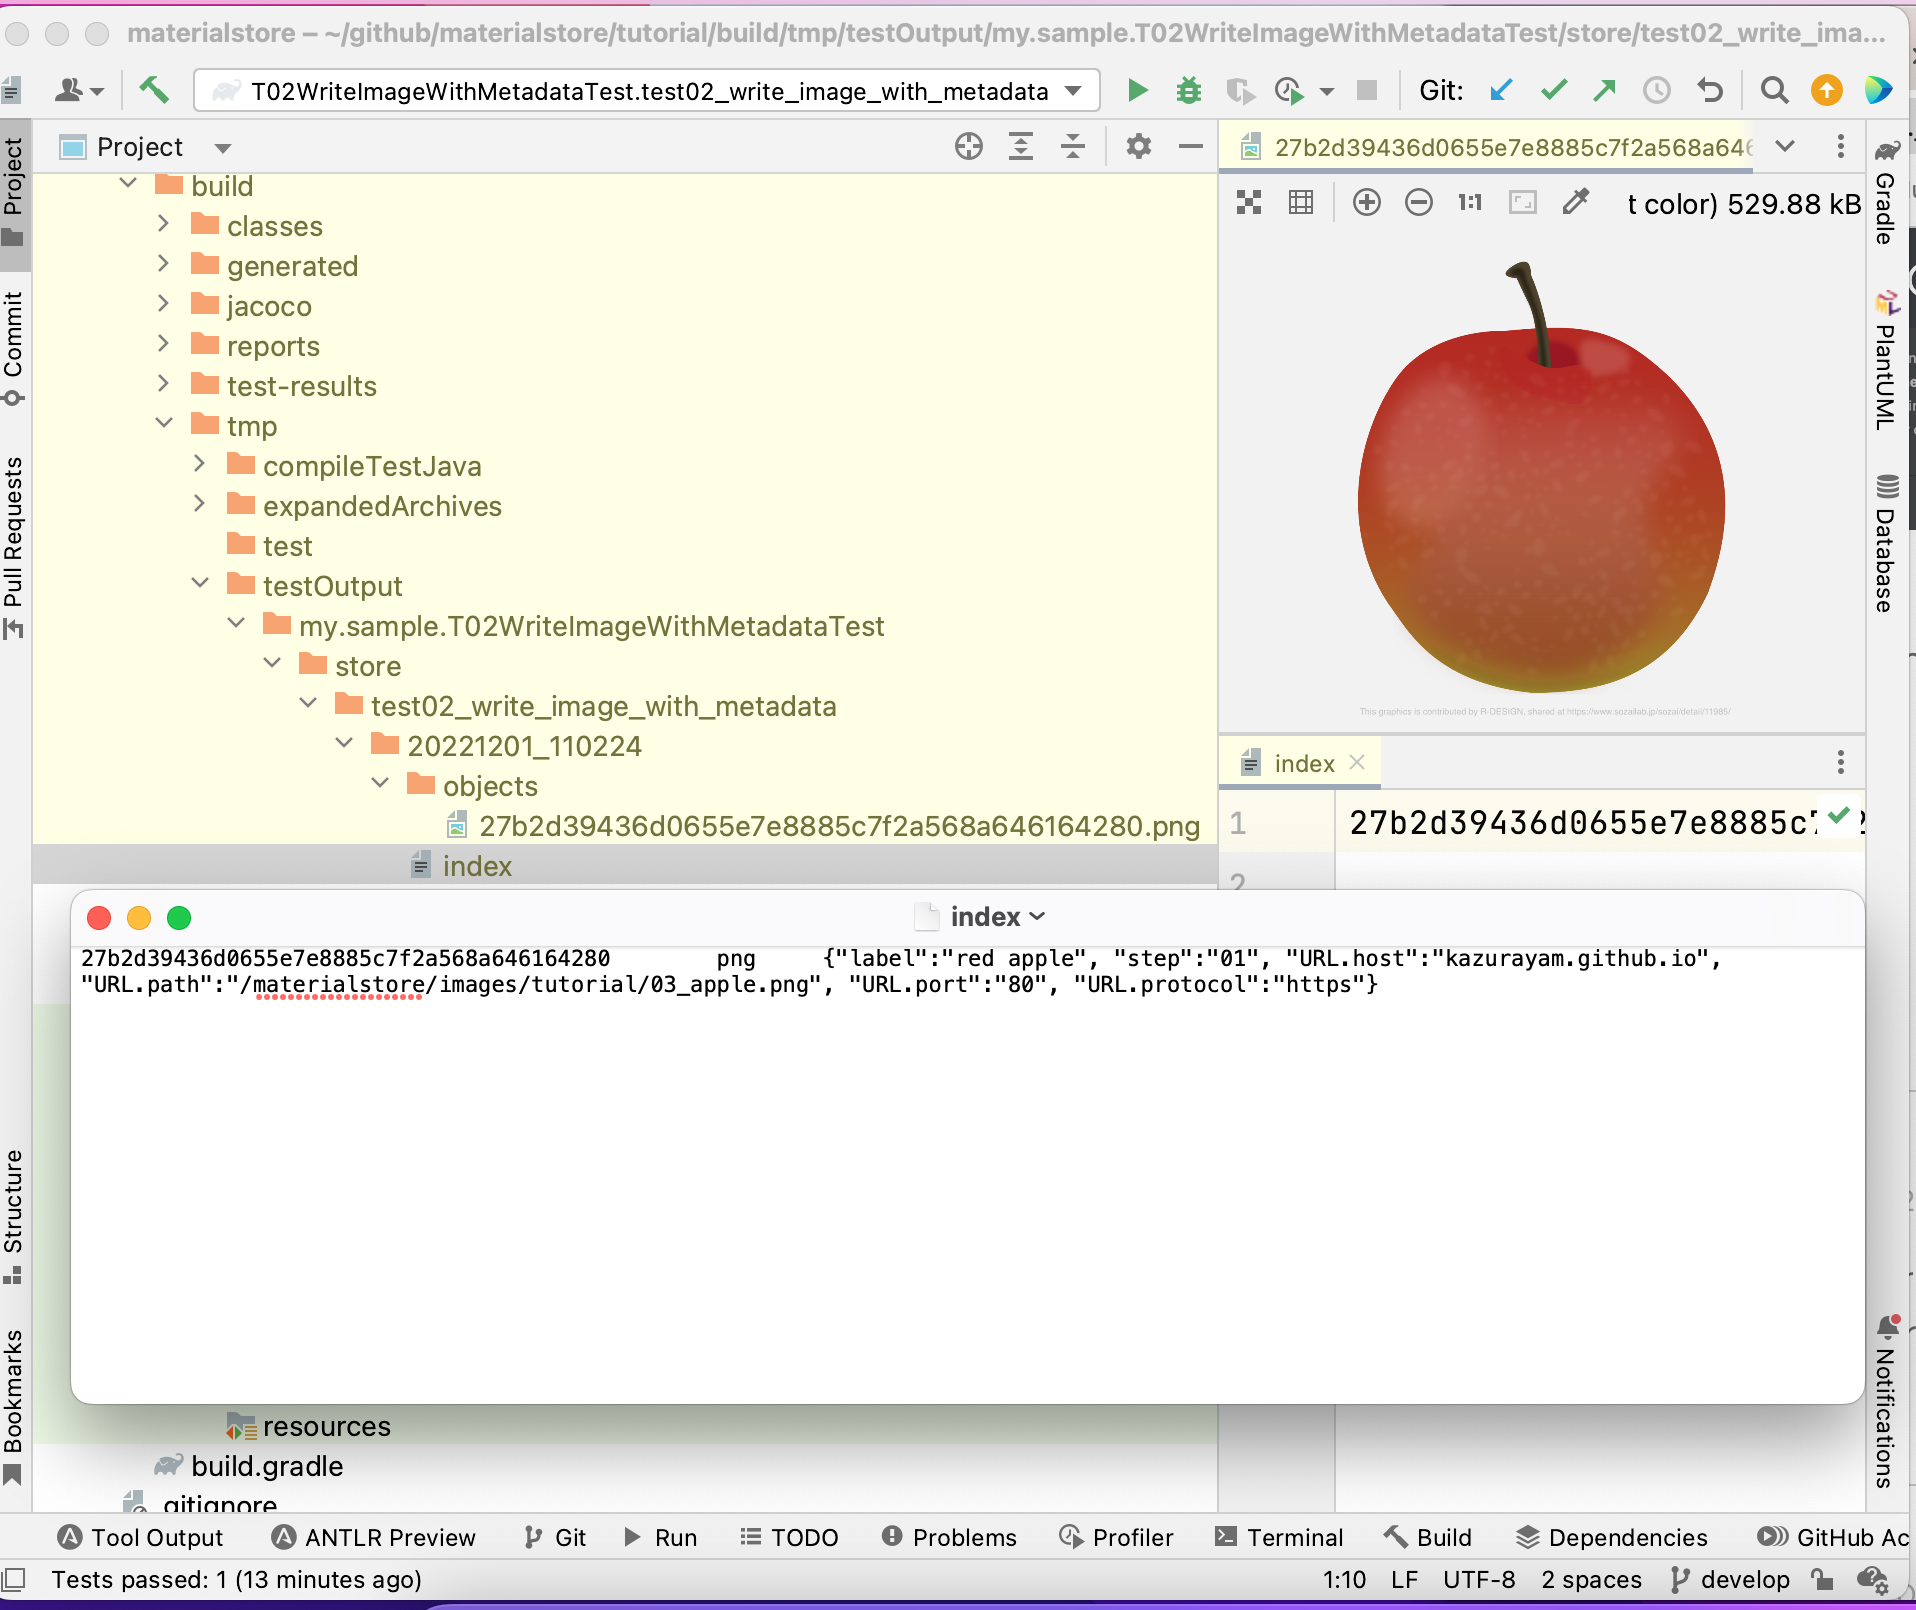 materialstore – ~/github/materialstore/tutorial/build/tmp/testOutput/my.sample.T02WriteImageWithMetadataTest/store/test02_write_ima...
T02WriteImageWithMetadataTest.test02_write_image_with_metadata
Git:
Project
27b2d39436d0655e7e8885c7f2a568a646
t color) 529.88 kB
1:1
build
classes
generated
jacoco
reports
test-results
tmp
compileTestJava
expandedArchives
test
testOutput
my.sample.T02WriteImageWithMetadataTest
store
test02_write_image_with_metadata
20221201_110224
objects
27b2d39436d0655e7e8885c7f2a568a646164280.png
index
This graphics is contributed by R-DESIGN, shared at https://www.sozailab.jp/sozai/detail/11985/
index
1
27b2d39436d0655e7e8885c
2
index
27b2d39436d0655e7e8885c7f2a568a646164280 png {"label":"red apple", "step":"01", "URL.host":"kazurayam.github.io",
"URL.path":"/materialstore/images/tutorial/03_apple.png", "URL.port":"80", "URL.protocol":"https"}
resources
build.gradle
.gitignore
Project
Commit
Pull Requests
Structure
Bookmarks
Gradle
PlantUML
Database
Notifications
Tool Output
ANTLR Preview
Git
Run
TODO
Problems
Profiler
Terminal
Build
Dependencies
GitHub Ac
Tests passed: 1 (13 minutes ago)
1:10
LF
UTF-8
2 spaces
develop